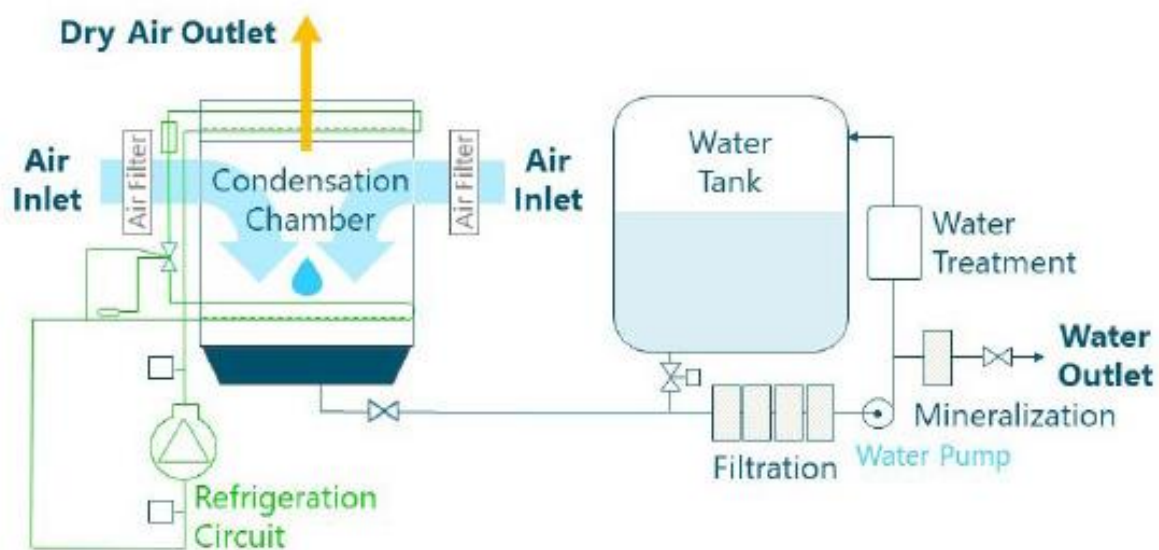 Dry Air Outlet
Air
Inlet
Air Filter
Condensation
Chamber
Air Filter
Air
Inlet
Water
Tank
Water
Treatment
Water
Outlet
Mineralization
Filtration
Water Pump
Refrigeration
Circuit